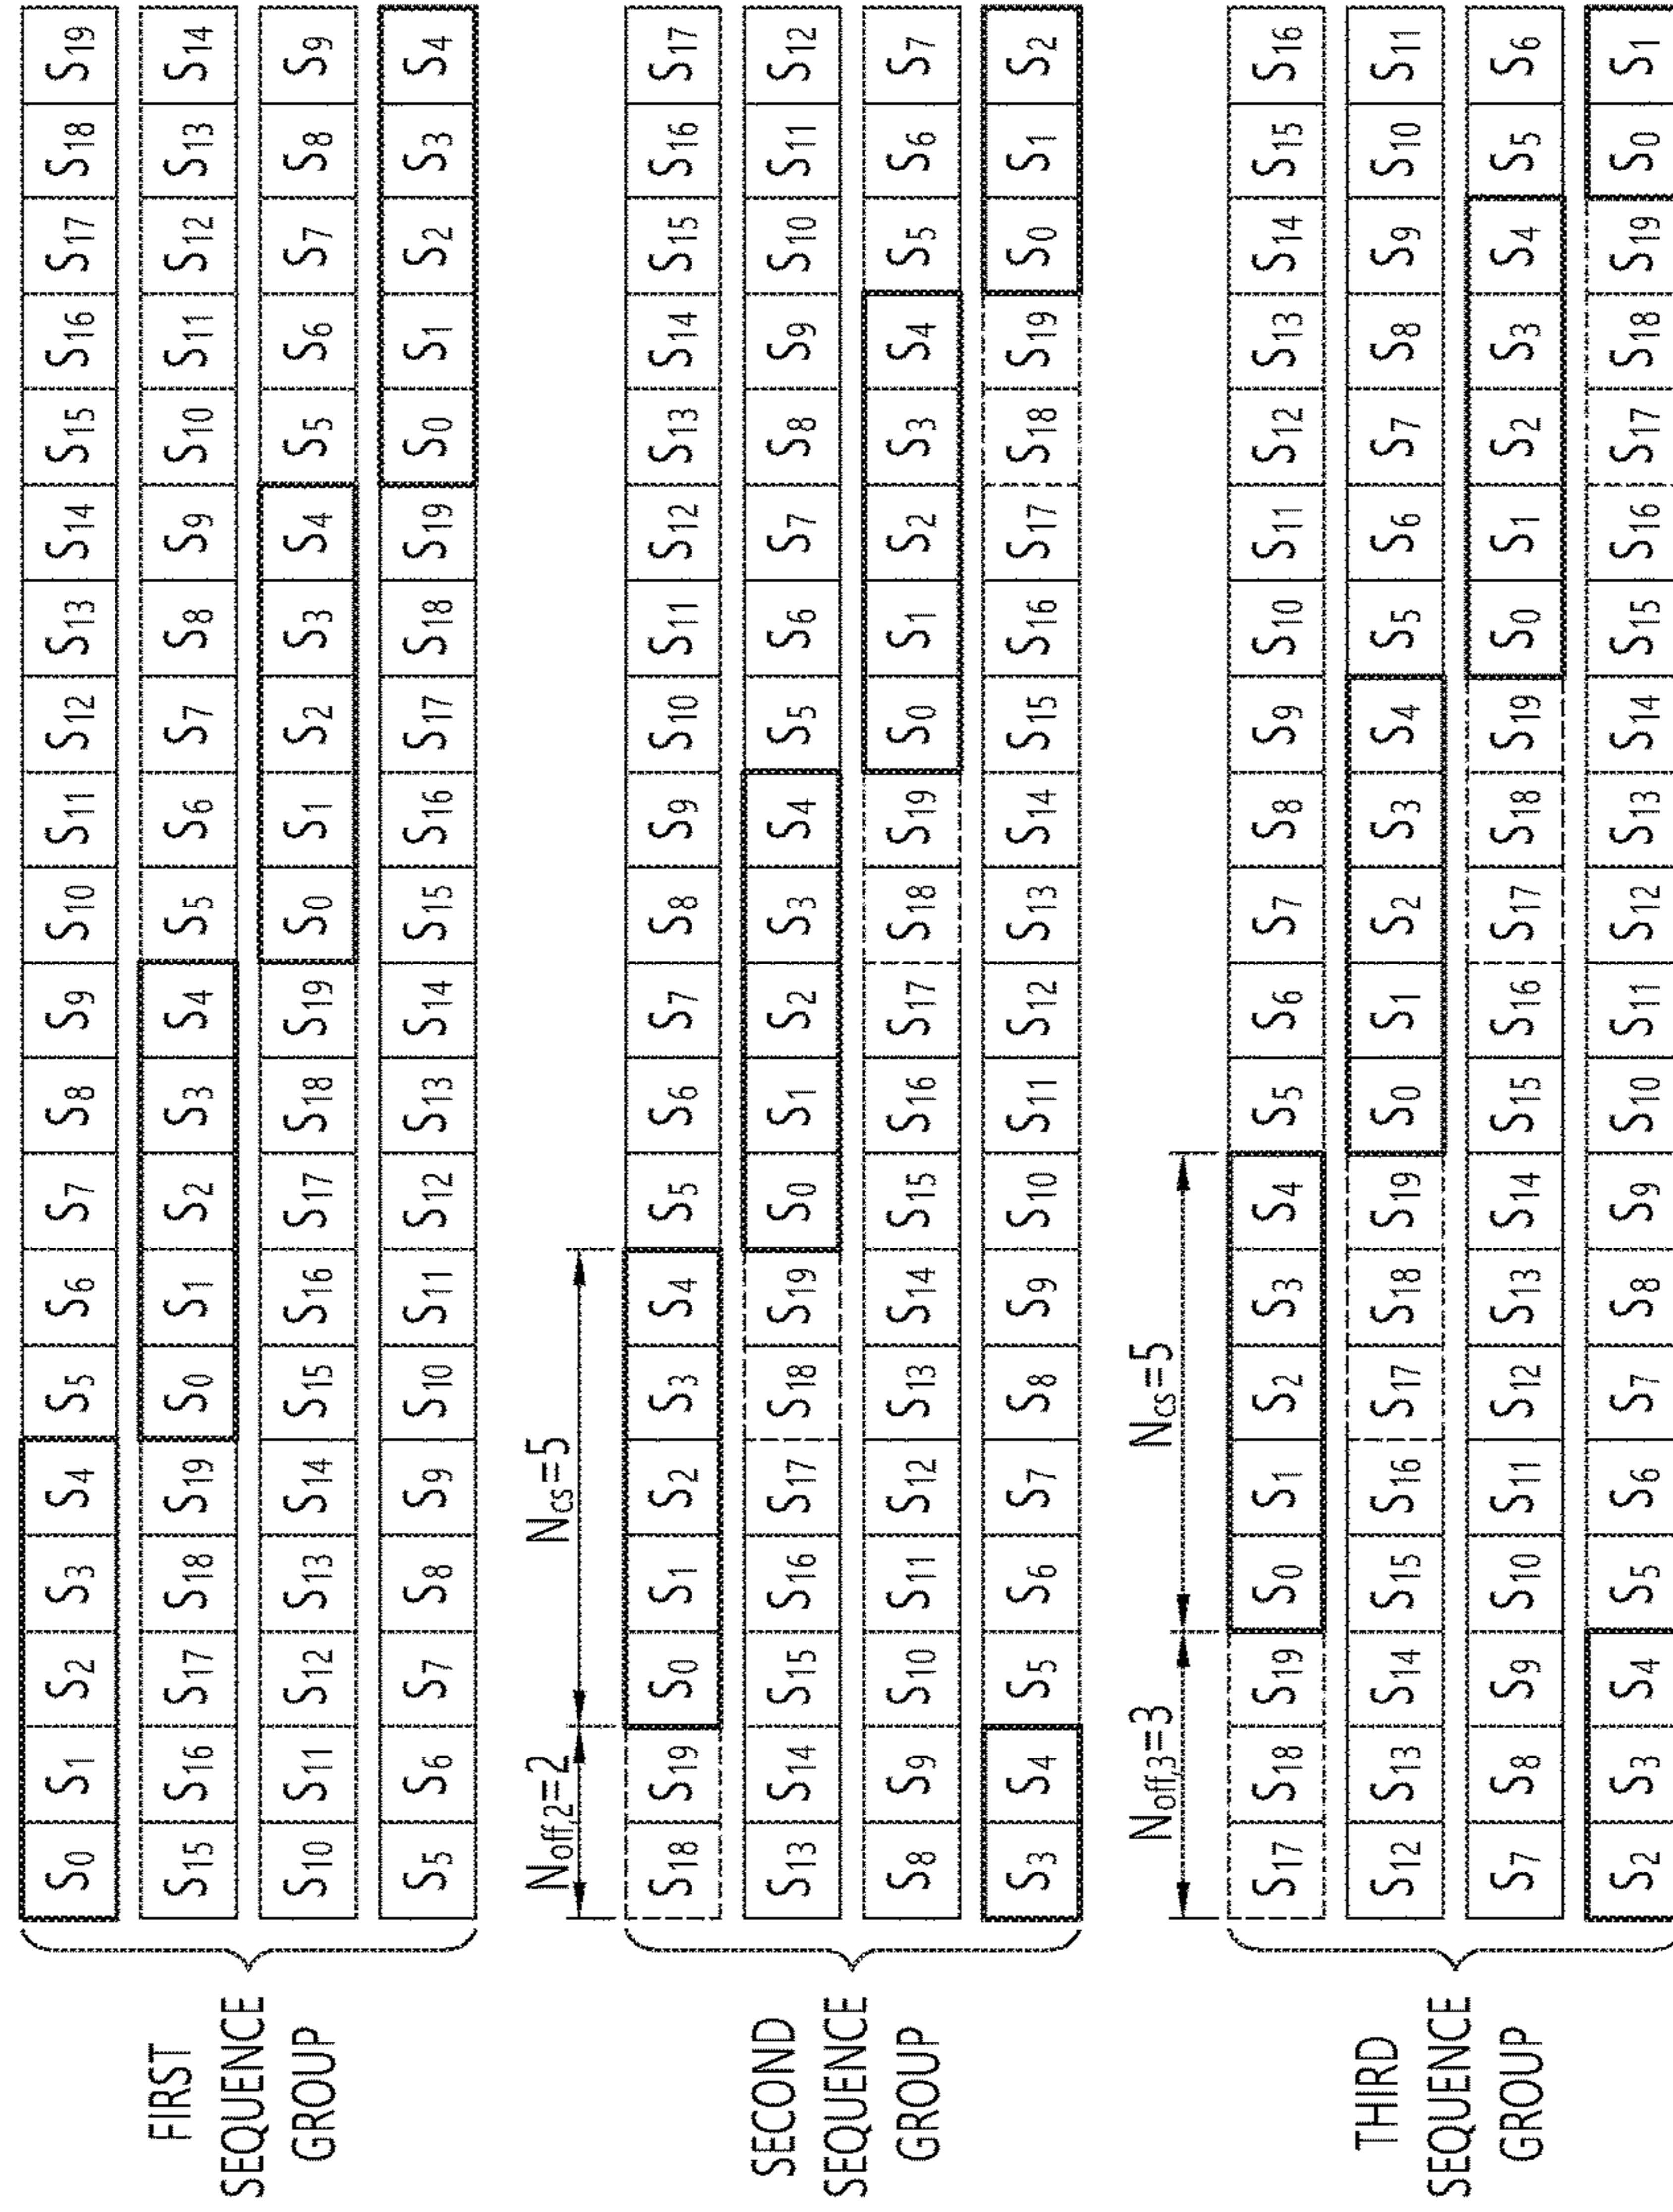 FIRST
SEQUENCE
GROUP
S0 S1 S2 S3 S4 S5 S6 S7 S8 S9 S10 S11 S12 S13 S14 S15 S16 S17 S18 S19
S15 S16 S17 S18 S19 S0 S1 S2 S3 S4 S5 S6 S7 S8 S9 S10 S11 S12 S13 S14
S10 S11 S12 S13 S14 S15 S16 S17 S18 S19 S0 S1 S2 S3 S4 S5 S6 S7 S8 S9
S5 S6 S7 S8 S9 S10 S11 S12 S13 S14 S15 S16 S17 S18 S19 S0 S1 S2 S3 S4
SECOND
SEQUENCE
GROUP
Noff,2=2 Ncs=5
S18 S19 S0 S1 S2 S3 S4 S5 S6 S7 S8 S9 S10 S11 S12 S13 S14 S15 S16 S17
S13 S14 S15 S16 S17 S18 S19 S0 S1 S2 S3 S4 S5 S6 S7 S8 S9 S10 S11 S12
S8 S9 S10 S11 S12 S13 S14 S15 S16 S17 S18 S19 S0 S1 S2 S3 S4 S5 S6 S7
S3 S4 S5 S6 S7 S8 S9 S10 S11 S12 S13 S14 S15 S16 S17 S18 S19 S0 S1 S2
THIRD
SEQUENCE
GROUP
Noff,3=3 Ncs=5
S17 S18 S19 S0 S1 S2 S3 S4 S5 S6 S7 S8 S9 S10 S11 S12 S13 S14 S15 S16
S12 S13 S14 S15 S16 S17 S18 S19 S0 S1 S2 S3 S4 S5 S6 S7 S8 S9 S10 S11
S7 S8 S9 S10 S11 S12 S13 S14 S15 S16 S17 S18 S19 S0 S1 S2 S3 S4 S5 S6
S2 S3 S4 S5 S6 S7 S8 S9 S10 S11 S12 S13 S14 S15 S16 S17 S18 S19 S0 S1